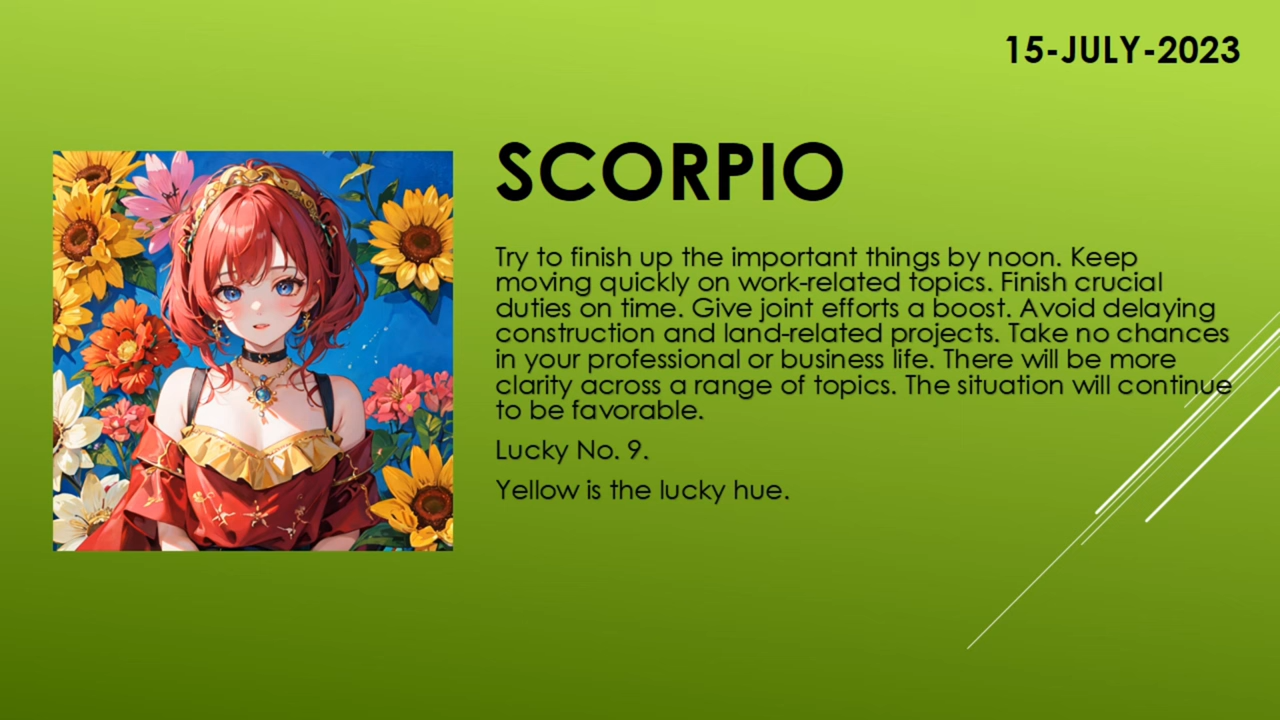 15-JULY-2023
SCORPIO
Try to finish up the important things by noon. Keep
moving quickly on work-related topics. Finish crucial
duties on time. Give joint efforts a boost. Avoid delaying
construction and land-related projects. Take no chances
in your professional or business life. There will be more
clarity across a range of topics. The situation will continue
to be favorable.
Lucky No. 9.
Yellow is the lucky hue.